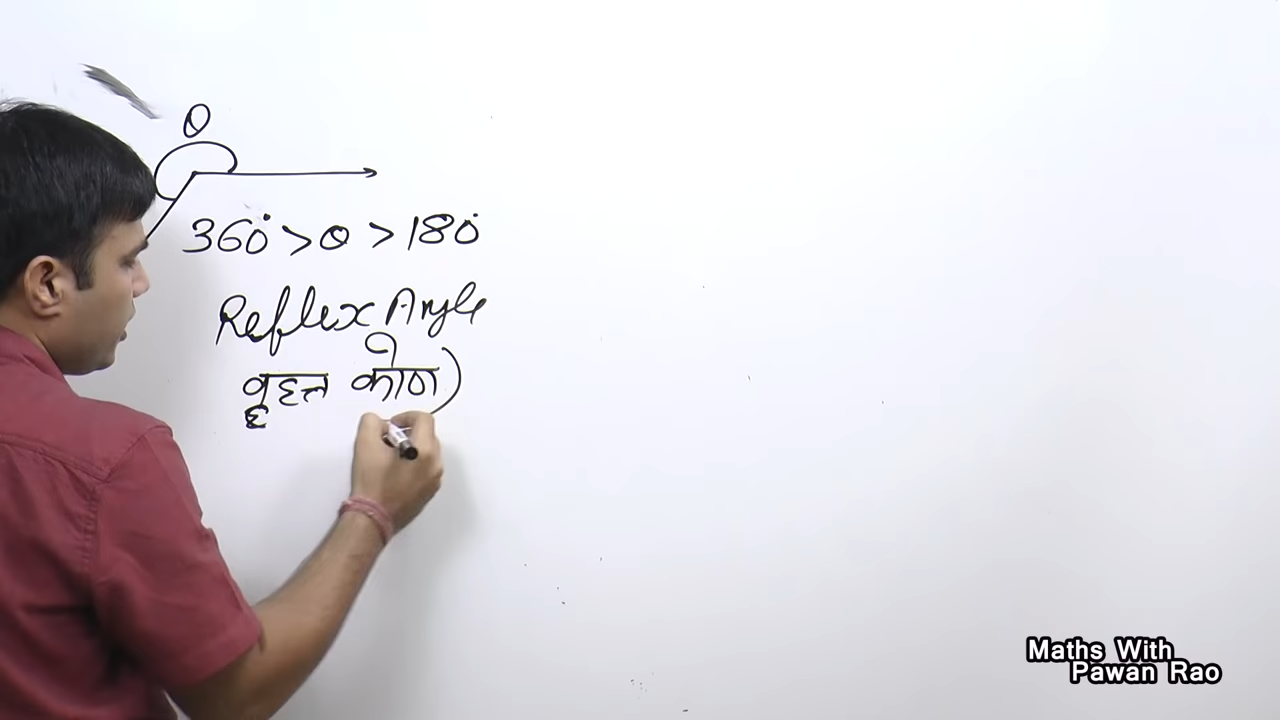 θ
360° > θ > 180°
Reflex Angle
वृहत्त कोण)
Maths With
Pawan Rao